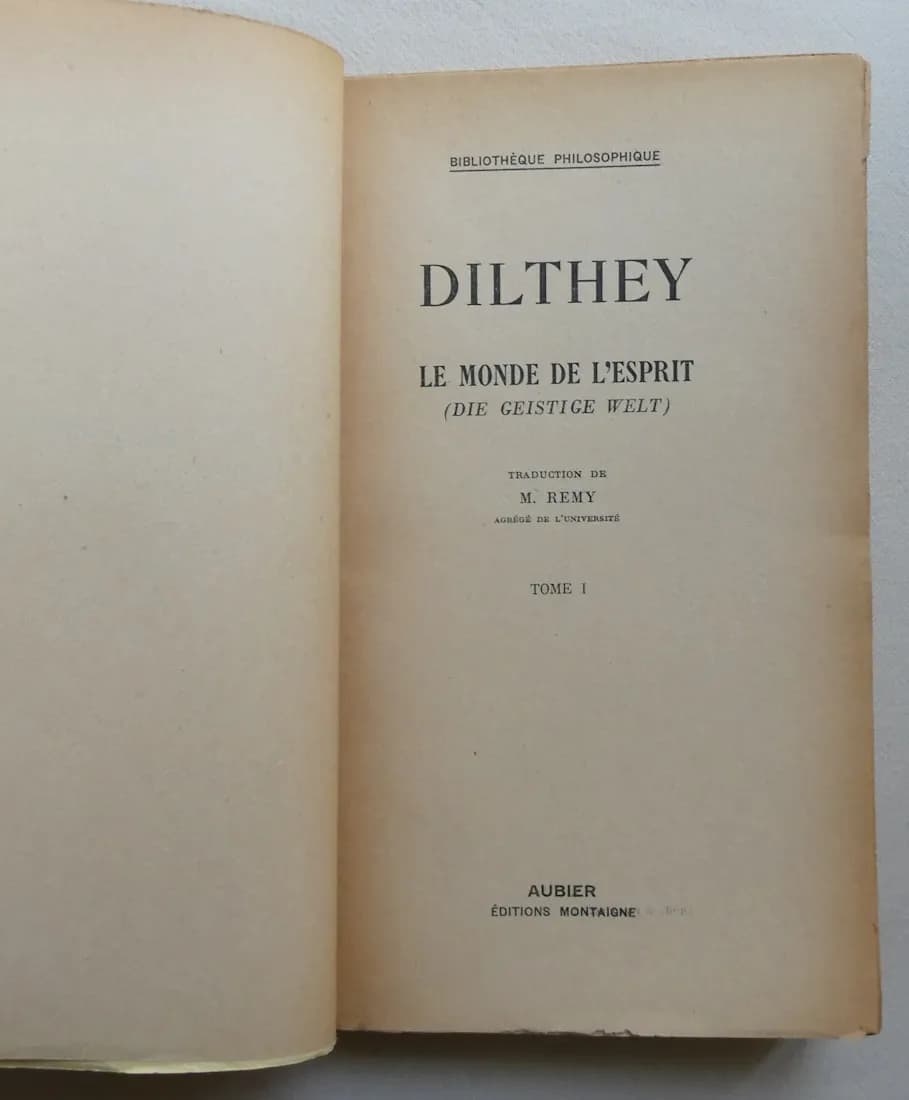 BIBLIOTHÈQUE PHILOSOPHIQUE
DILTHEY
LE MONDE DE L'ESPRIT
(DIE GEISTIGE WELT)
TRADUCTION DE
M. REMY
AGRÉGÉ DE L'UNIVERSITÉ
TOME I
AUBIER
ÉDITIONS MONTAIGNE